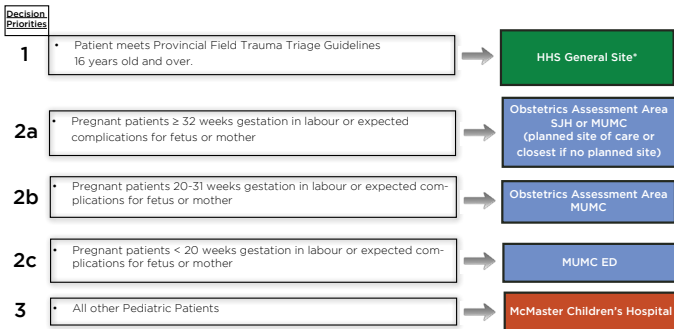 Decision
Priorities
1
• Patient meets Provincial Field Trauma Triage Guidelines
16 years old and over.
HHS General Site*
2a
• Pregnant patients ≥ 32 weeks gestation in labour or expected
complications for fetus or mother
Obstetrics Assessment Area
SJH or MUMC
(planned site of care or
closest if no planned site)
2b
• Pregnant patients 20-31 weeks gestation in labour or expected com-
plications for fetus or mother
Obstetrics Assessment Area
MUMC
2c
• Pregnant patients < 20 weeks gestation in labour or expected com-
plications for fetus or mother
MUMC ED
3
• All other Pediatric Patients
McMaster Children's Hospital